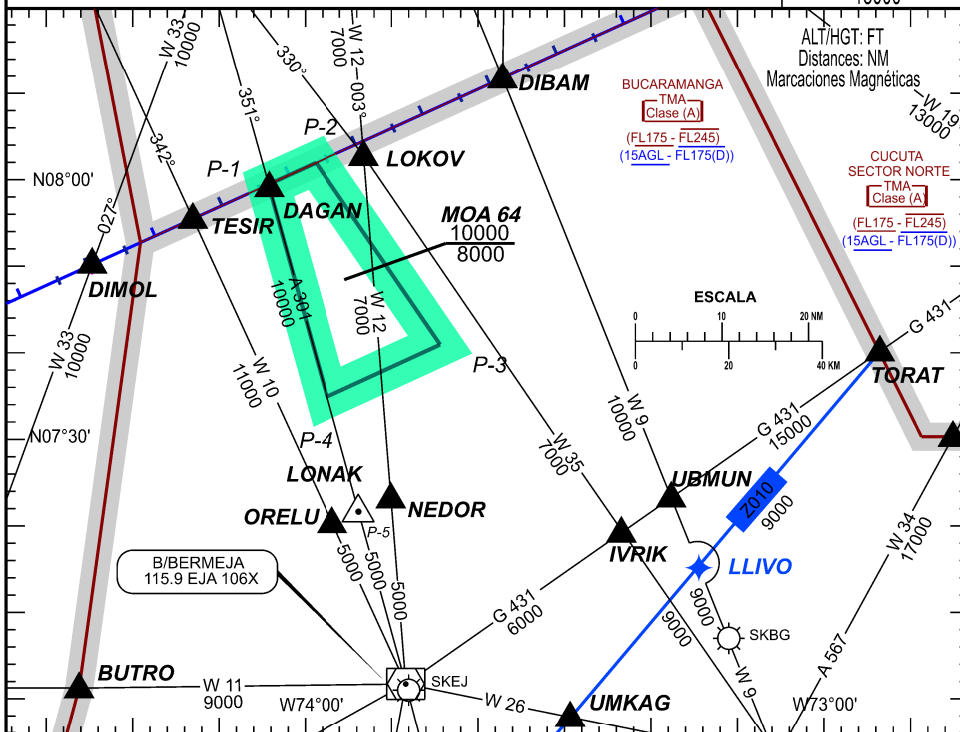 10000
ALT/HGT: FT
Distances: NM
Marcaciones Magnéticas
W 33
10000
W 12-003°
7000
330°
351°
342°
027°
DIBAM
BUCARAMANGA
TMA
Clase (A)
(FL175 - FL245)
(15AGL - FL175(D))
W 19
13000
CUCUTA
SECTOR NORTE
TMA
Clase (A)
(FL175 - FL245)
(15AGL - FL175(D))
P-2
P-1
LOKOV
N08°00'
DAGAN
TESIR
MOA 64
10000
8000
DIMOL
A 301
10000
W 12
7000
ESCALA
0
10
20 NM
0
20
40 KM
G 431
W 33
10000
W 10
11000
P-3
TORAT
W 9
10000
G 431
15000
N07°30'
P-4
W 35
7000
LONAK
UBMUN
ORELU
NEDOR
P-5
Z010
9000
W 34
17000
IVRIK
LLIVO
B/BERMEJA
115.9 EJA 106X
5000
5000
5000
G 431
6000
9000
9000
SKBG
A 567
BUTRO
SKEJ
W 11
9000
W74°00'
W 26
UMKAG
W 9
W73°00'